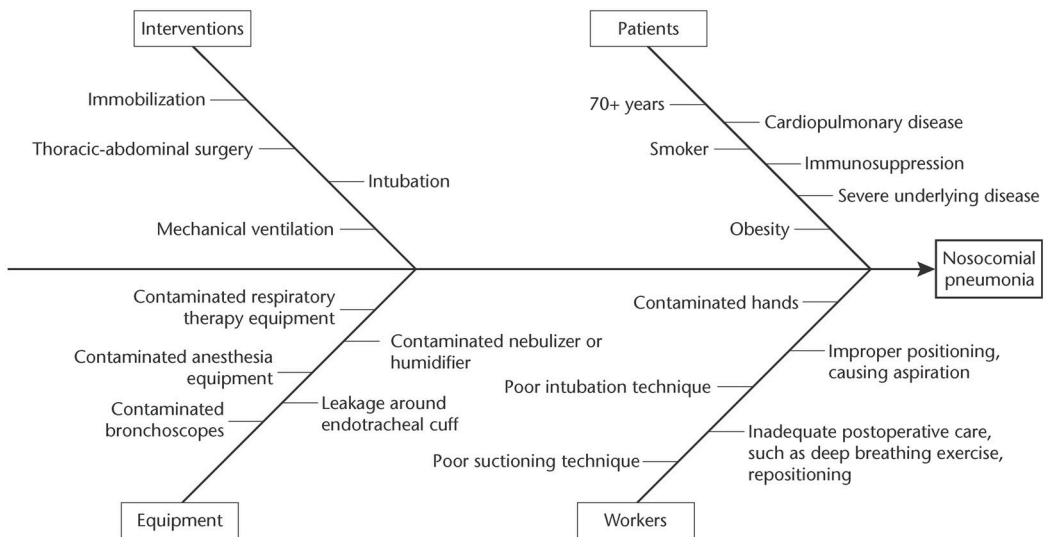 Interventions
Patients
Immobilization
70+ years
Cardiopulmonary disease
Thoracic-abdominal surgery
Smoker
Immunosuppression
Intubation
Severe underlying disease
Mechanical ventilation
Obesity
Nosocomial
pneumonia
Contaminated respiratory
therapy equipment
Contaminated hands
Contaminated nebulizer or
humidifier
Improper positioning,
causing aspiration
Contaminated anesthesia
equipment
Poor intubation technique
Contaminated
bronchoscopes
Leakage around
endotracheal cuff
Inadequate postoperative care,
such as deep breathing exercise,
repositioning
Poor suctioning technique
Equipment
Workers